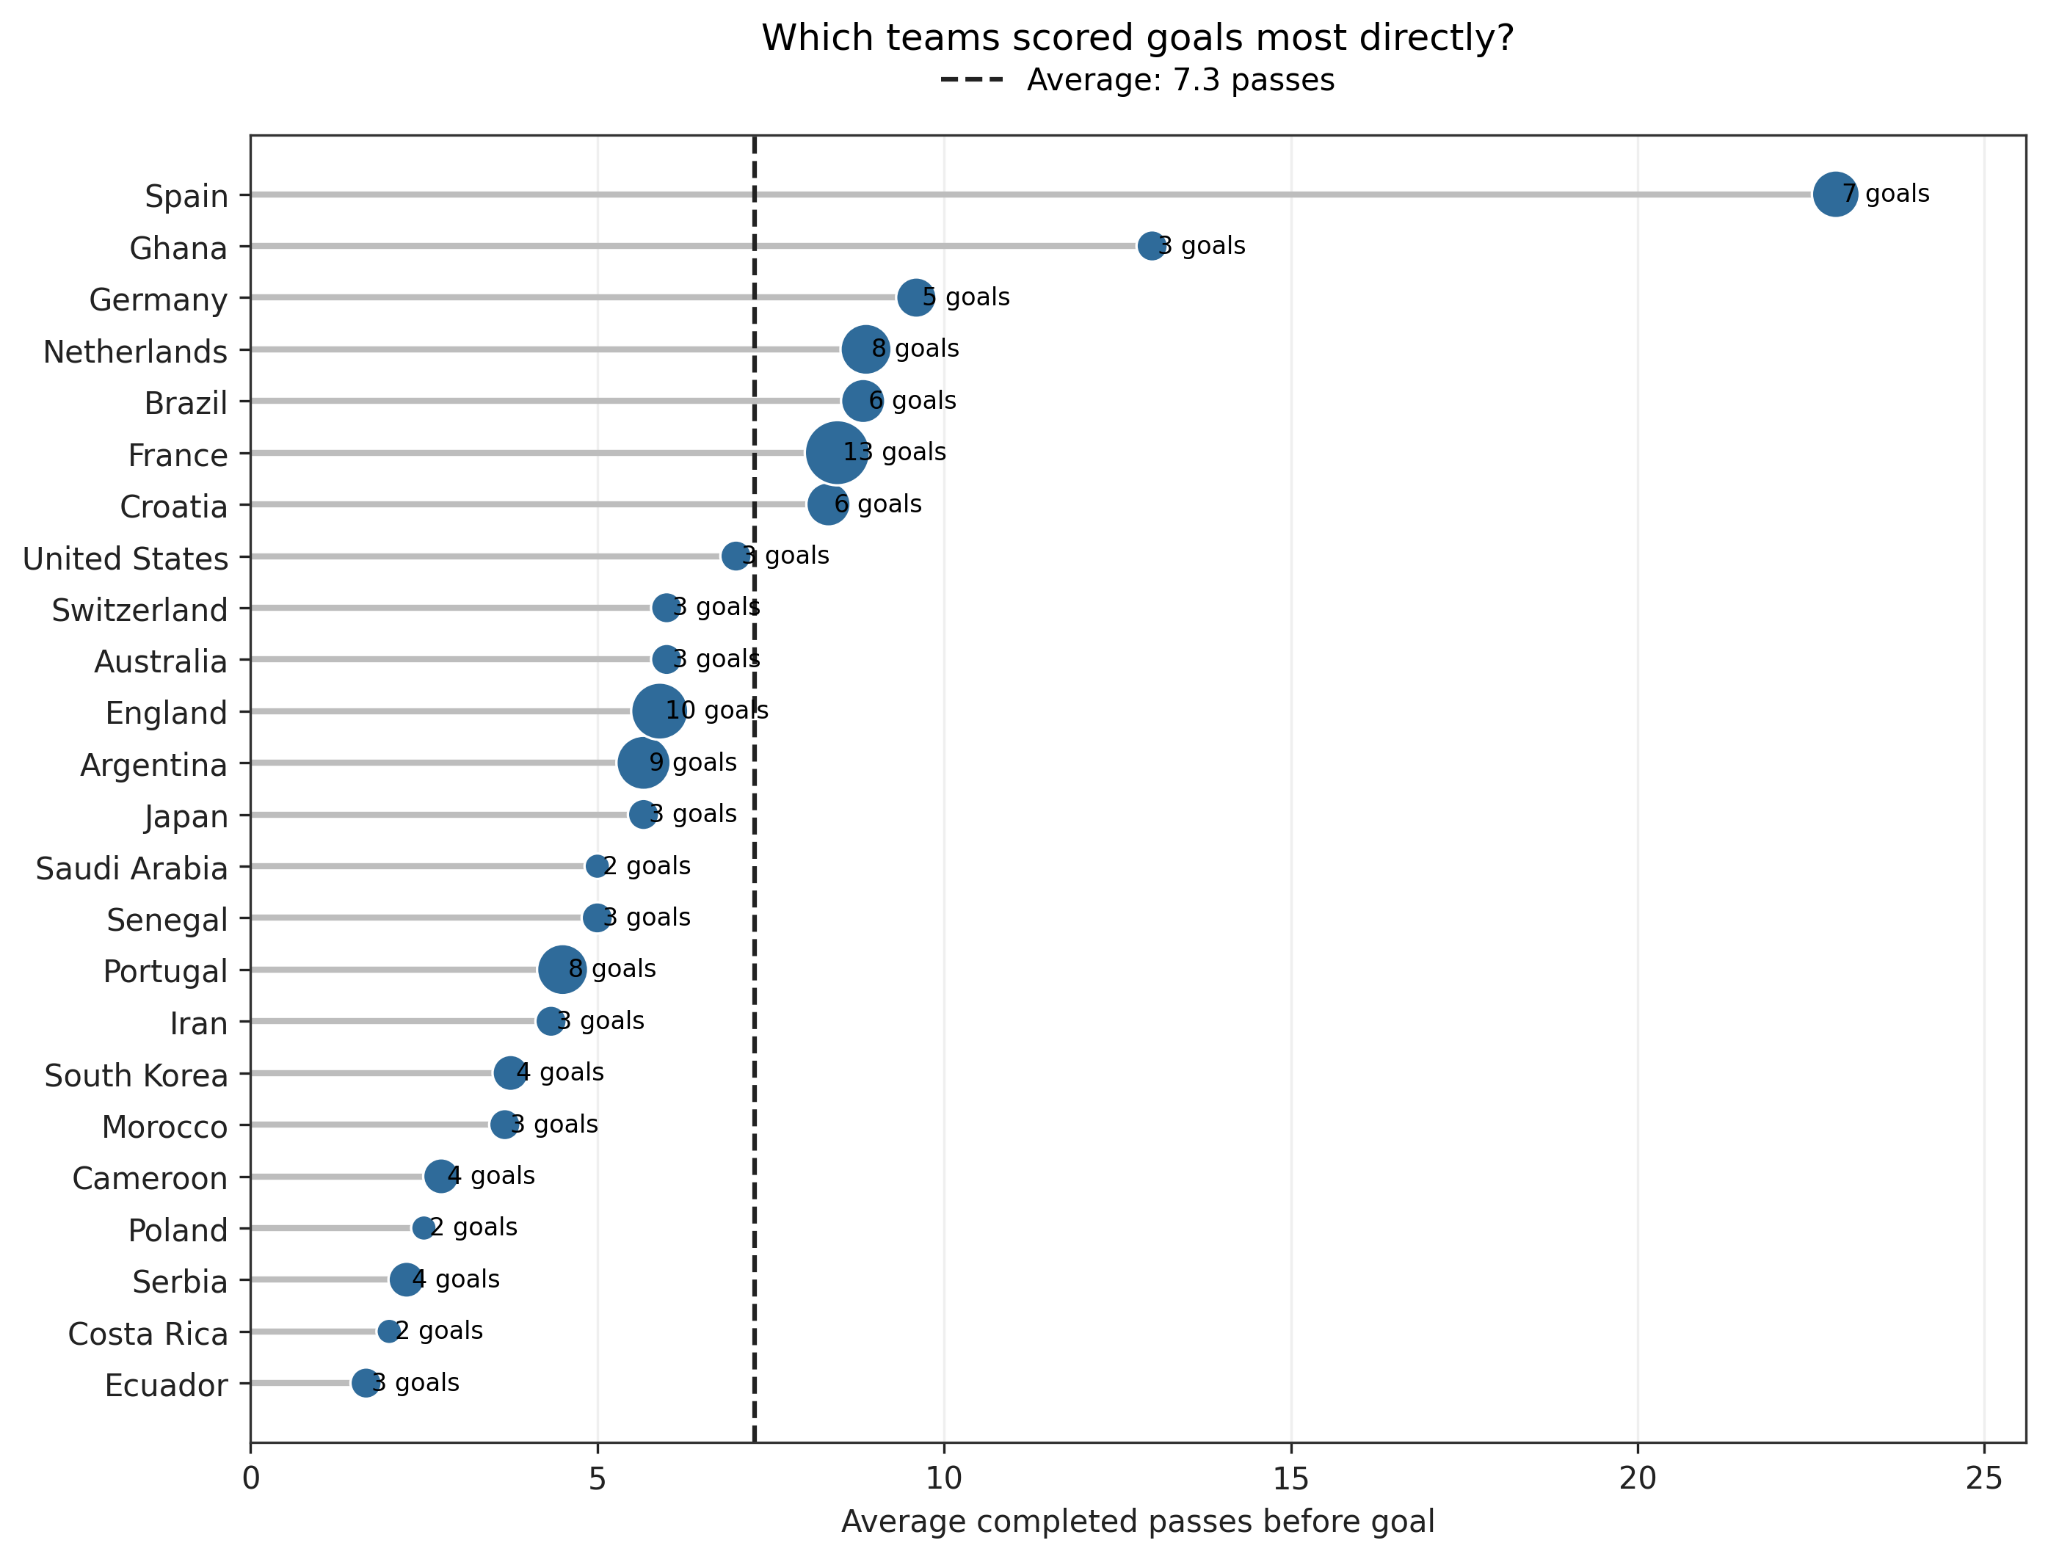 Which teams scored goals most directly?
Average: 7.3 passes
Spain 7 goals
Ghana 3 goals
Germany 5 goals
Netherlands 8 goals
Brazil 6 goals
France 13 goals
Croatia 6 goals
United States 3 goals
Switzerland 3 goals
Australia 3 goals
England 10 goals
Argentina 9 goals
Japan 3 goals
Saudi Arabia 2 goals
Senegal 3 goals
Portugal 8 goals
Iran 3 goals
South Korea 4 goals
Morocco 3 goals
Cameroon 4 goals
Poland 2 goals
Serbia 4 goals
Costa Rica 2 goals
Ecuador 3 goals
0 5 10 15 20 25
Average completed passes before goal